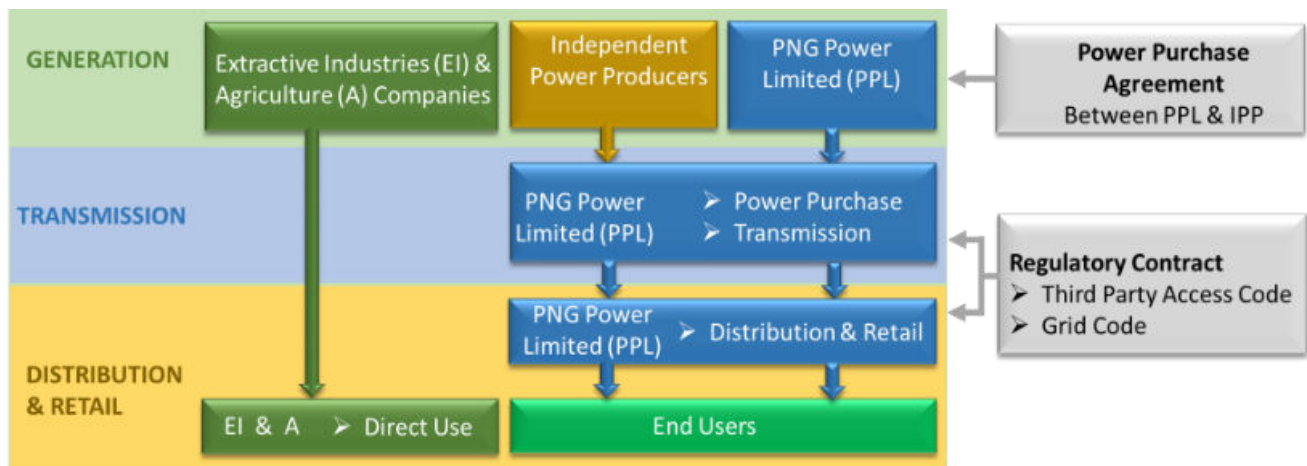 GENERATION
Extractive Industries (EI) &
Agriculture (A) Companies
Independent
Power Producers
PNG Power
Limited (PPL)
Power Purchase
Agreement
Between PPL & IPP
TRANSMISSION
PNG Power
Limited (PPL)
➢ Power Purchase
➢ Transmission
Regulatory Contract
➢ Third Party Access Code
➢ Grid Code
DISTRIBUTION
& RETAIL
PNG Power
Limited (PPL)
➢ Distribution & Retail
EI & A ➢ Direct Use
End Users